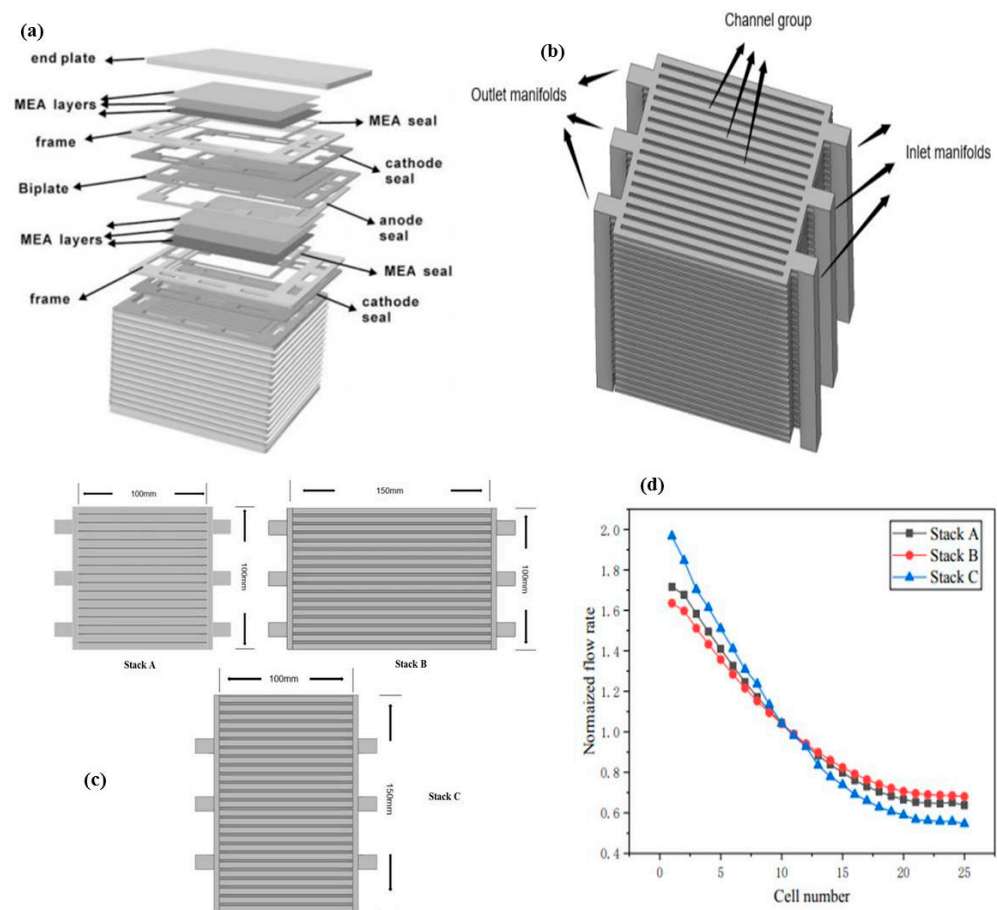 (a)
end plate
MEA layers
MEA seal
frame
cathode
seal
Biplate
anode
seal
MEA layers
MEA seal
frame
cathode
seal
(b)
Channel group
Outlet manifolds
Inlet manifolds
100mm
100mm
Stack A
150mm
100mm
Stack B
100mm
150mm
Stack C
(c)
(d)
Stack A
Stack B
Stack C
Normaized flow rate
2.0
1.8
1.6
1.4
1.2
1.0
0.8
0.6
0.4
0
5
10
15
20
25
Cell number